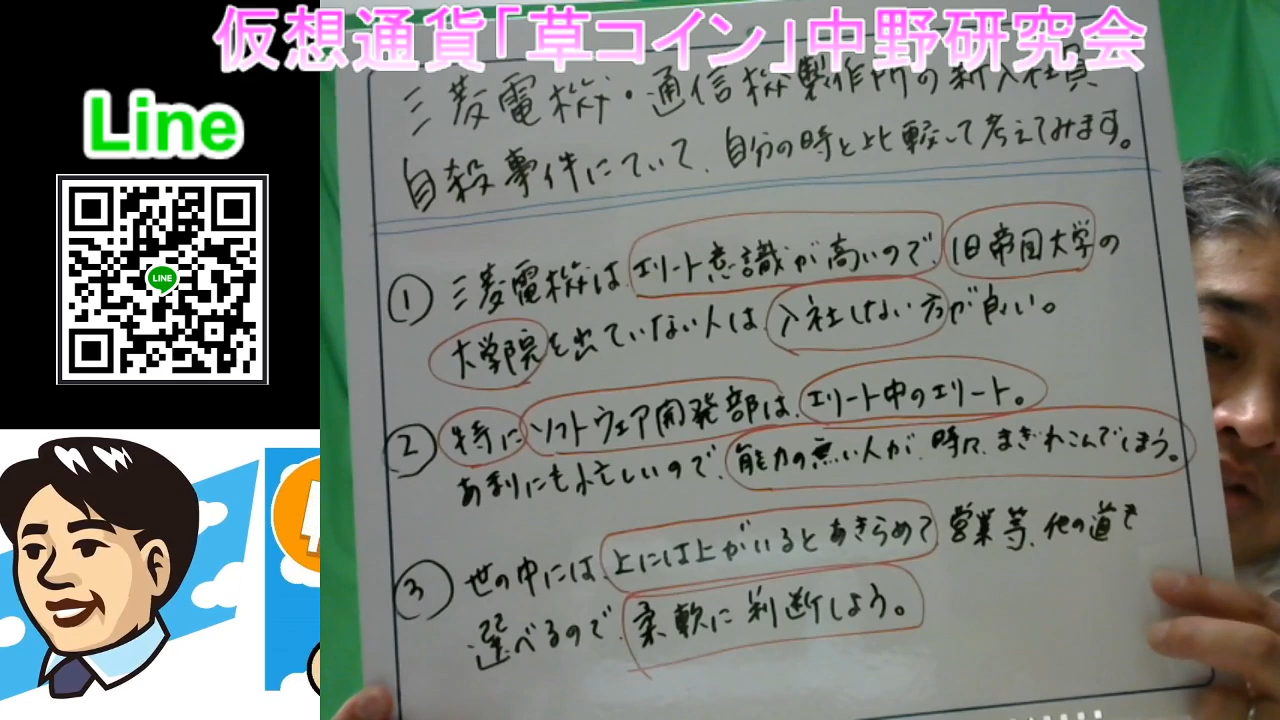 仮想通貨「草コイン」中野研究会
Line
LINE
三菱電機・通信機製作所の新入社員
自殺事件にていて、自分の時と比較して考えてみます。
① 三菱電機は、エリート意識が高いので、旧帝国大学の
大学院を出ていない人は、入社しない方が良い。
② 特にソフトウェア開発部は、エリート中のエリート。
あまりにも忙しいので、能力の無い人が、時々、まぎれこんでしまう。
③ 世の中には、上には上がいるとあきらめて営業等、他の道を
選べるので、柔軟に判断しよう。